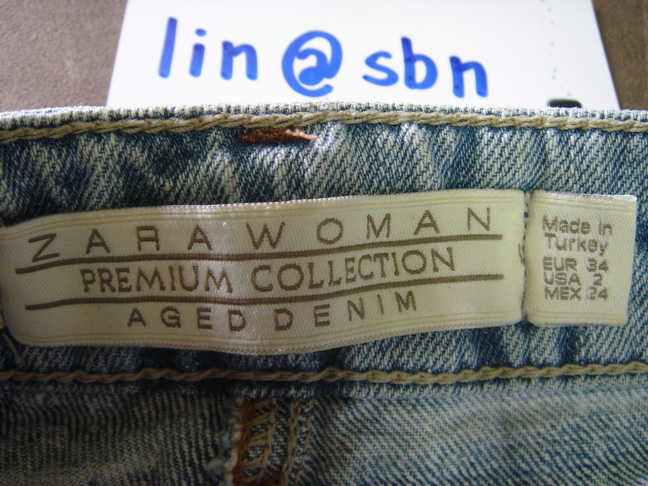 lin@sbn
ZARA WOMAN
PREMIUM COLLECTION
AGED DENIM
Made in
Turkey
EUR 34
USA 2
MEX 24